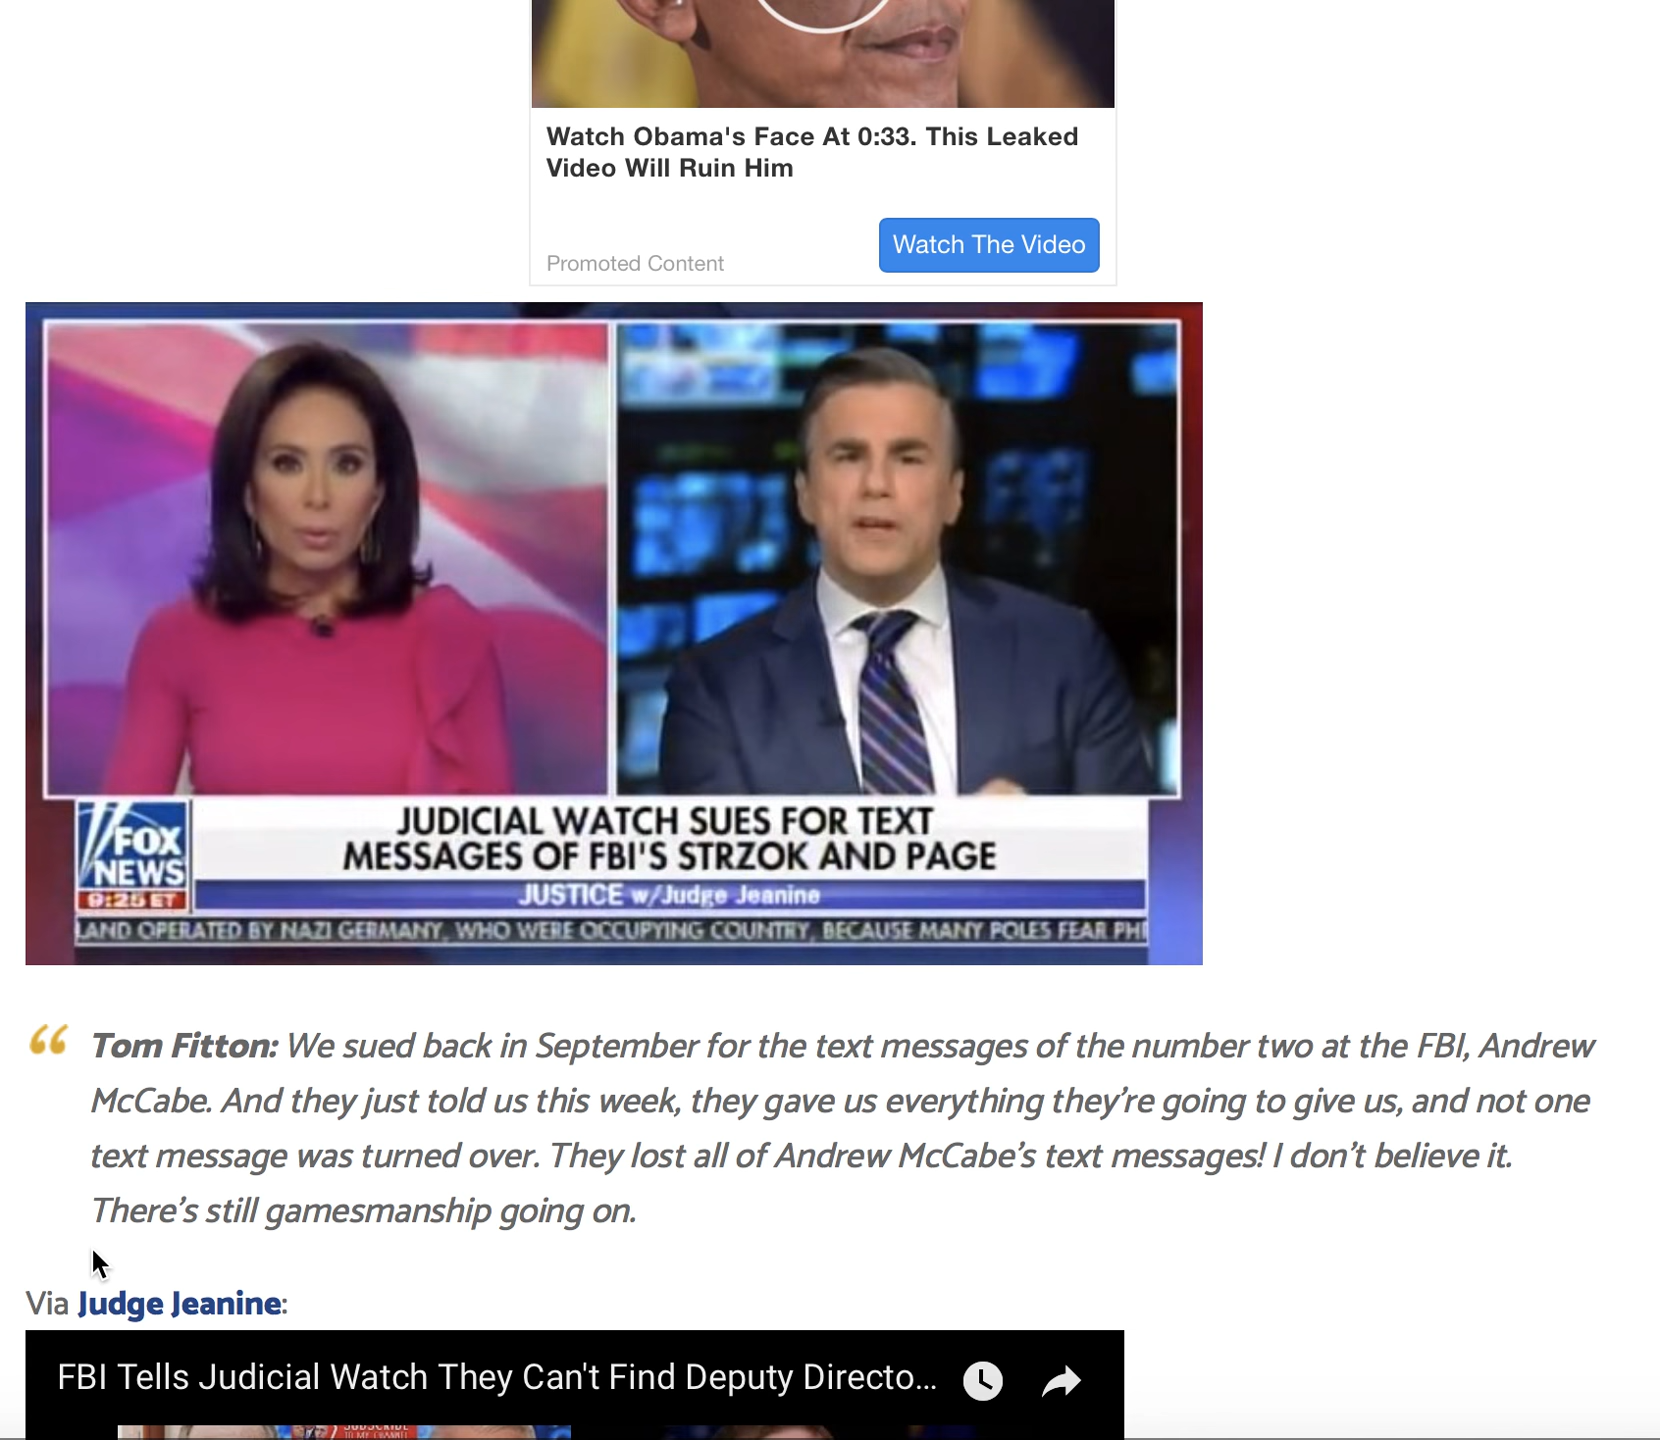 Watch Obama's Face At 0:33. This Leaked
Video Will Ruin Him
Watch The Video
Promoted Content
JUDICIAL WATCH SUES FOR TEXT
MESSAGES OF FBI'S STRZOK AND PAGE
FOX
NEWS
9:25 ET
JUSTICE w/Judge Jeanine
LAND OPERATED BY NAZI GERMANY, WHO WERE OCCUPYING COUNTRY, BECAUSE MANY POLES FEAR PH
“ Tom Fitton: We sued back in September for the text messages of the number two at the FBI, Andrew
McCabe. And they just told us this week, they gave us everything they’re going to give us, and not one
text message was turned over. They lost all of Andrew McCabe’s text messages! I don’t believe it.
There’s still gamesmanship going on.
Via Judge Jeanine:
FBI Tells Judicial Watch They Can't Find Deputy Directo...
SUBSCRIBE
TO MY CHANNEL